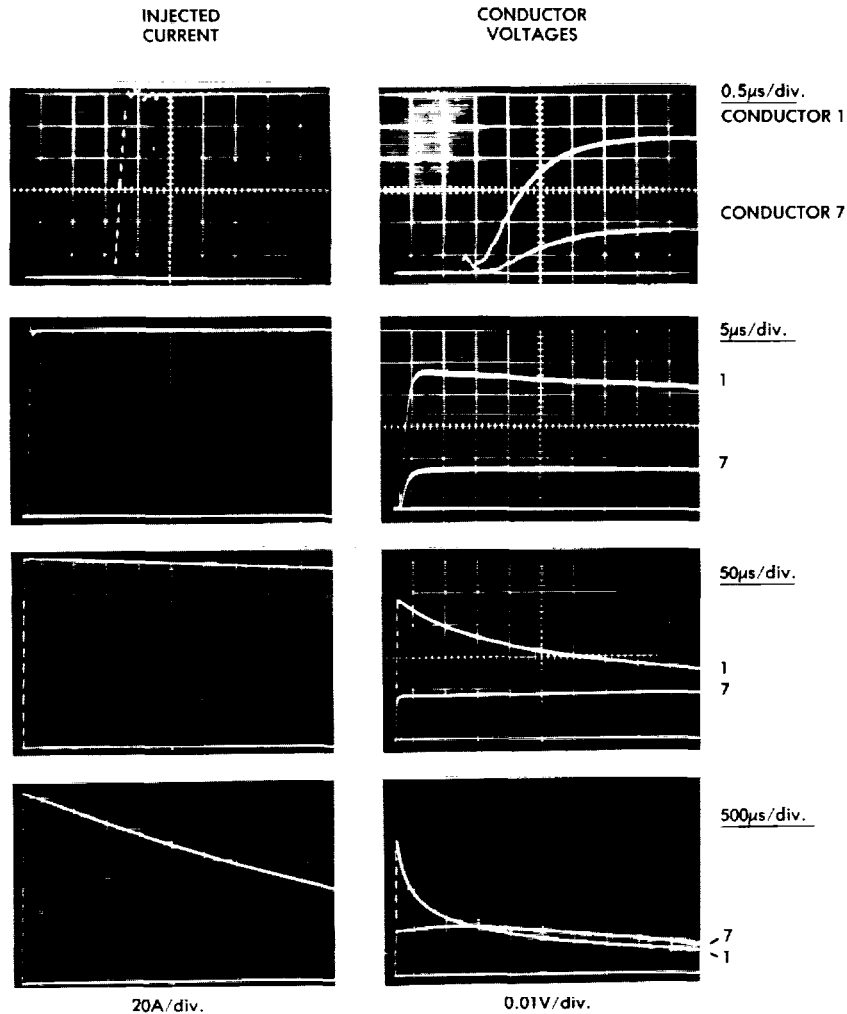 INJECTED
CURRENT
CONDUCTOR
VOLTAGES
0.5μs/div.
CONDUCTOR 1
CONDUCTOR 7
5μs/div.
1
7
50μs/div.
1
7
500μs/div.
7
1
20A/div.
0.01V/div.